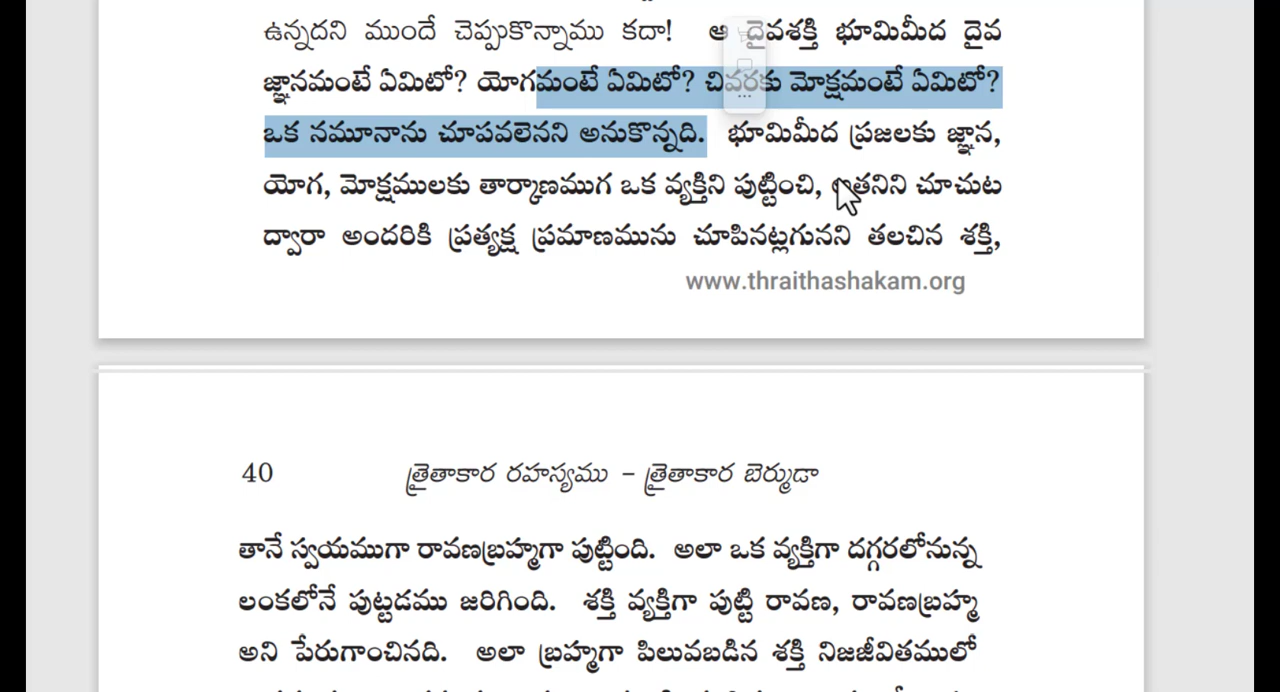 ఉన్నదని ముందే చెప్పుకొన్నాము కదా! ఆ దైవశక్తి భూమిమీద దైవ
జ్ఞానమంటే ఏమిటో? యోగమంటే ఏమిటో? చివరకు మోక్షమంటే ఏమిటో?
ఒక నమూనాను చూపవలెనని అనుకొన్నది. భూమిమీద ప్రజలకు జ్ఞాన,
యోగ, మోక్షములకు తార్కాణముగ ఒక వ్యక్తిని పుట్టించి, అతనిని చూచుట
ద్వారా అందరికి ప్రత్యక్ష ప్రమాణమును చూపినట్లగునని తలచిన శక్తి,
www.thraithashakam.org
40 త్రైతాకార రహస్యము – త్రైతాకార బెర్ముడా
తానే స్వయముగా రావణబ్రహ్మగా పుట్టింది. అలా ఒక వ్యక్తిగా దగ్గరలోనున్న
లంకలోనే పుట్టడము జరిగింది. శక్తి వ్యక్తిగా పుట్టి రావణ, రావణబ్రహ్మ
అని పేరుగాంచినది. అలా బ్రహ్మగా పిలువబడిన శక్తి నిజజీవితములో